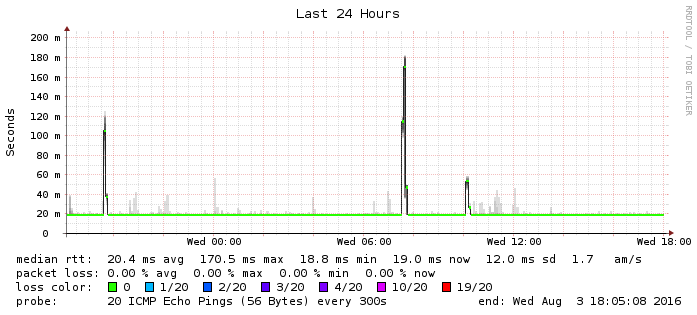 Last 24 Hours
RRDTOOL / TOBI OETIKER
Seconds
200 m
180 m
160 m
140 m
120 m
100 m
80 m
60 m
40 m
20 m
0
Wed 00:00 Wed 06:00 Wed 12:00 Wed 18:00
median rtt: 20.4 ms avg 170.5 ms max 18.8 ms min 19.0 ms now 12.0 ms sd 1.7 am/s
packet loss: 0.00 % avg 0.00 % max 0.00 % min 0.00 % now
loss color: 0 1/20 2/20 3/20 4/20 10/20 19/20
probe: 20 ICMP Echo Pings (56 Bytes) every 300s end: Wed Aug 3 18:05:08 2016